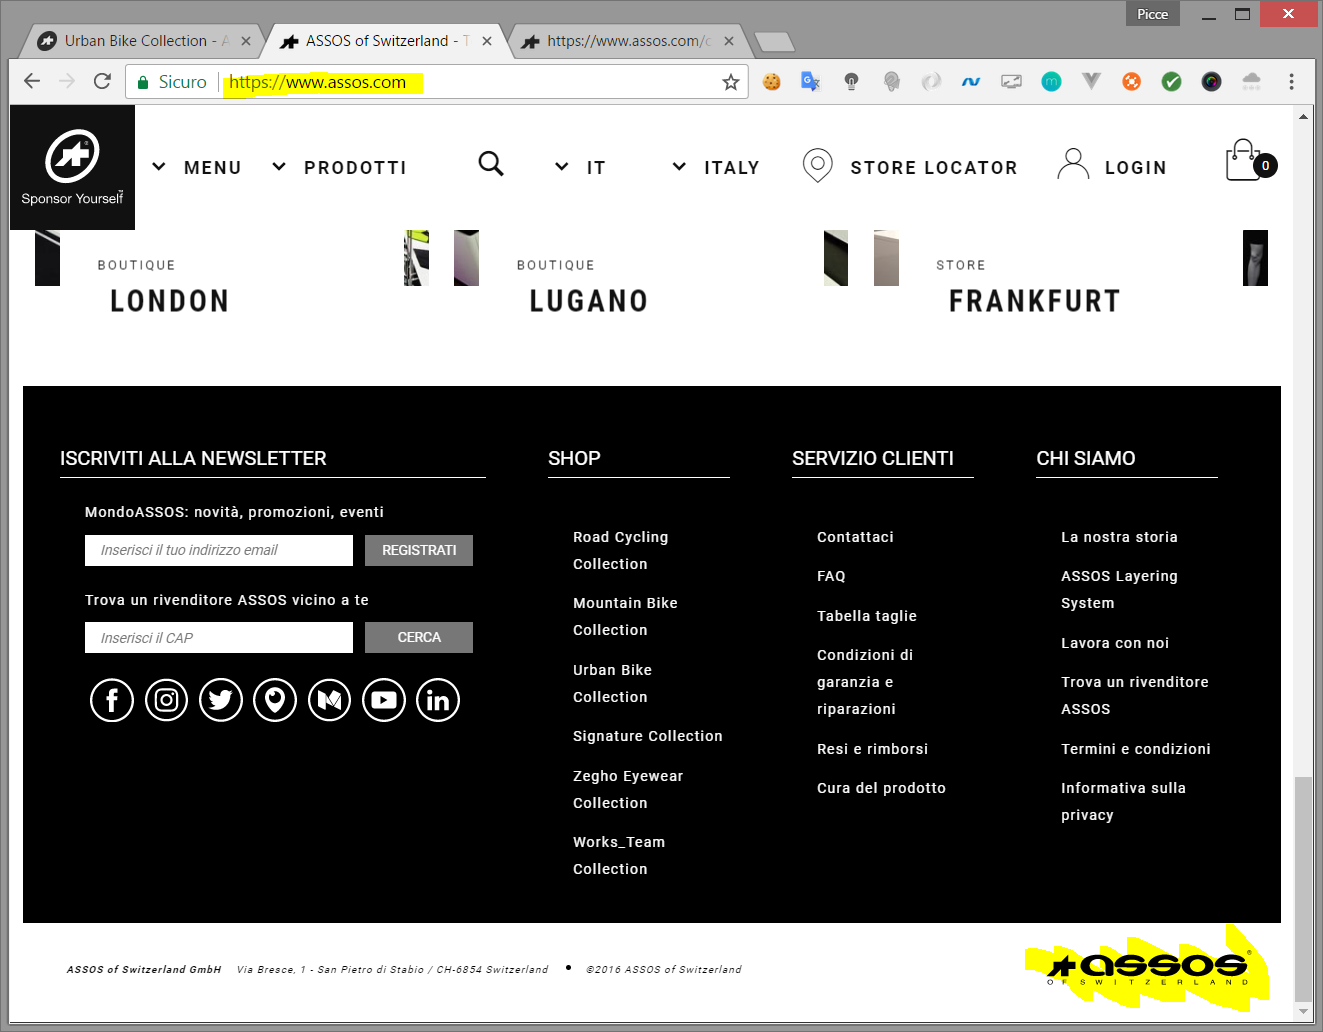 Picce
Urban Bike Collection - A
ASSOS of Switzerland - T
https://www.assos.com/c
Sicuro
https://www.assos.com
Sponsor Yourself
MENU
PRODOTTI
IT
ITALY
STORE LOCATOR
LOGIN
0
BOUTIQUE
LONDON
BOUTIQUE
LUGANO
STORE
FRANKFURT
ISCRIVITI ALLA NEWSLETTER
MondoASSOS: novità, promozioni, eventi
Inserisci il tuo indirizzo email
REGISTRATI
Trova un rivenditore ASSOS vicino a te
Inserisci il CAP
CERCA
SHOP
Road Cycling
Collection
Mountain Bike
Collection
Urban Bike
Collection
Signature Collection
Zegho Eyewear
Collection
Works_Team
Collection
SERVIZIO CLIENTI
Contattaci
FAQ
Tabella taglie
Condizioni di
garanzia e
riparazioni
Resi e rimborsi
Cura del prodotto
CHI SIAMO
La nostra storia
ASSOS Layering
System
Lavora con noi
Trova un rivenditore
ASSOS
Termini e condizioni
Informativa sulla
privacy
ASSOS of Switzerland GmbH Via Bresce, 1 - San Pietro di Stabio / CH-6854 Switzerland • ©2016 ASSOS of Switzerland
assos
OF SWITZERLAND